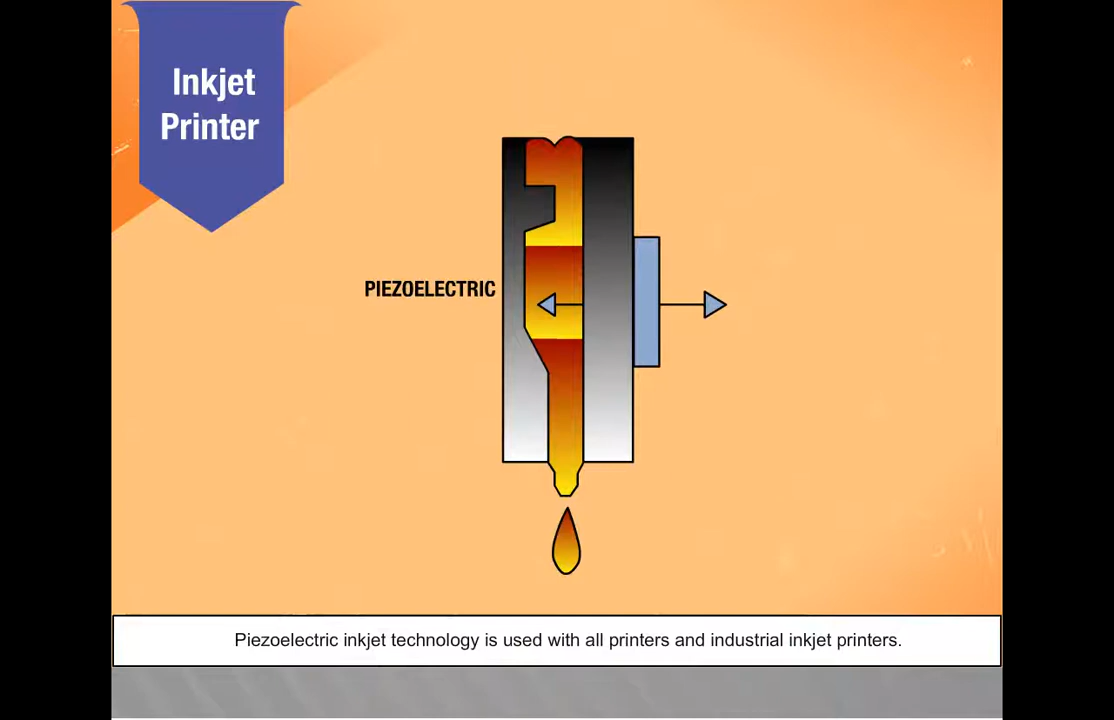 Inkjet
Printer
PIEZOELECTRIC
Piezoelectric inkjet technology is used with all printers and industrial inkjet printers.